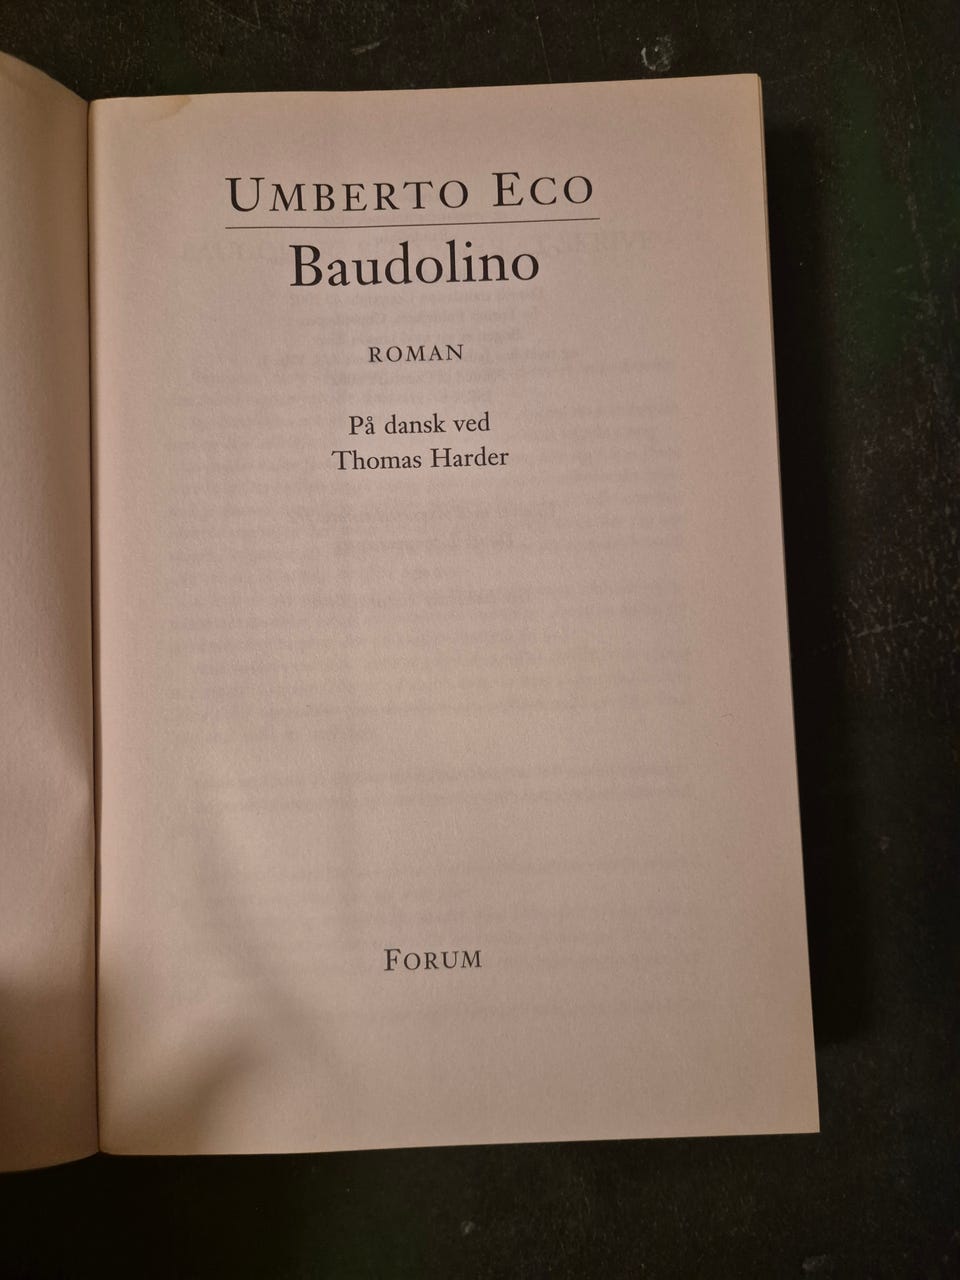 UMBERTO ECO
Baudolino
ROMAN
På dansk ved
Thomas Harder
FORUM